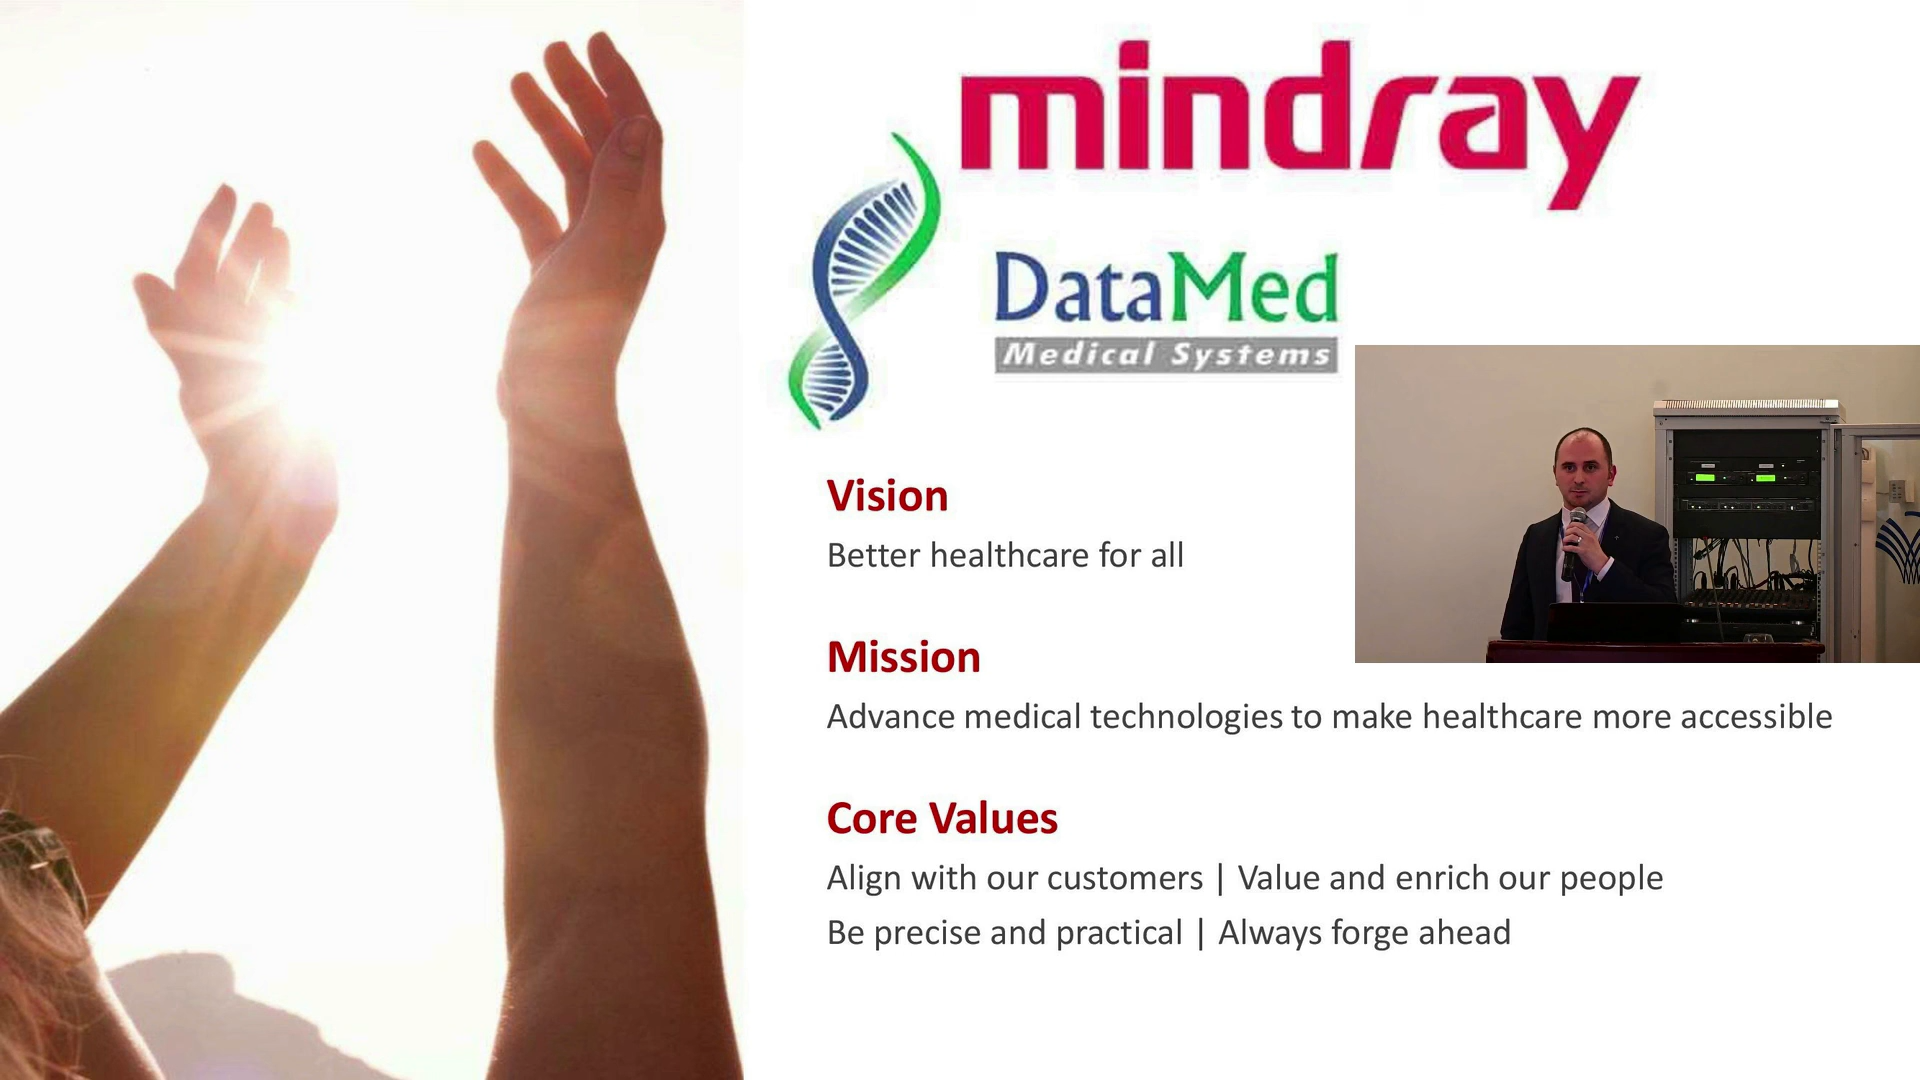 mindray
DataMed
Medical Systems
Vision
Better healthcare for all
Mission
Advance medical technologies to make healthcare more accessible
Core Values
Align with our customers | Value and enrich our people
Be precise and practical | Always forge ahead